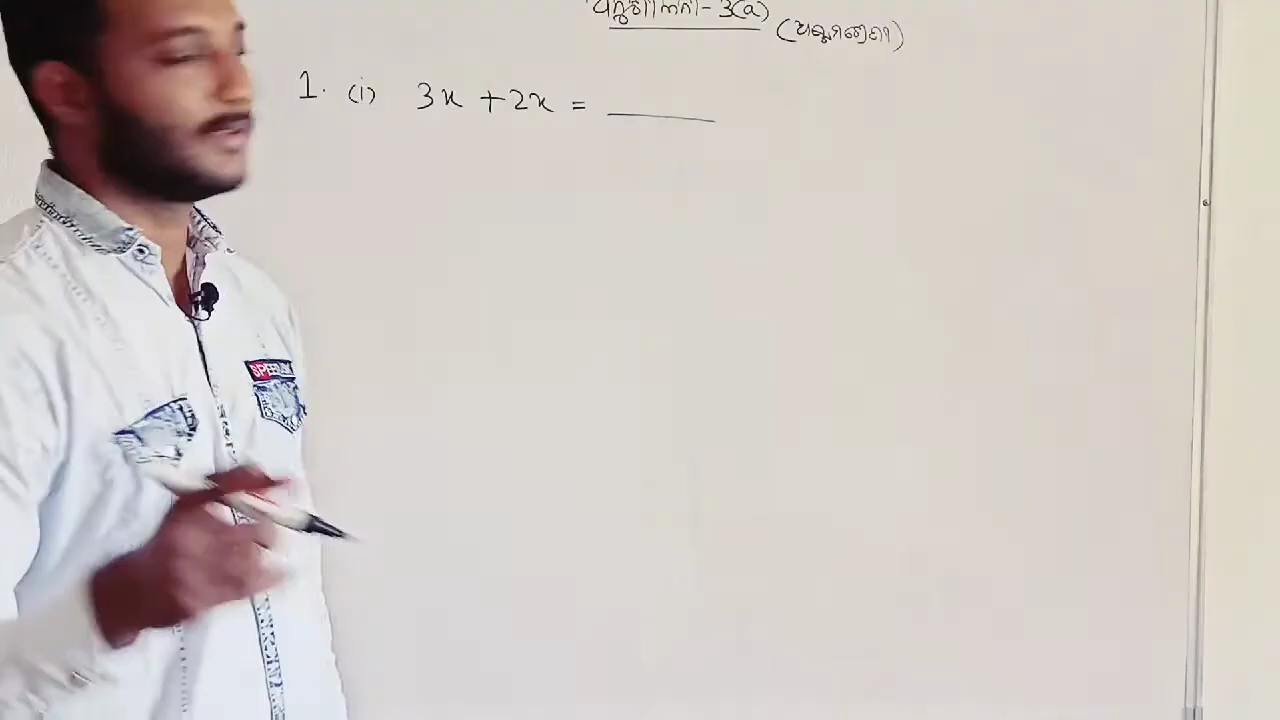 ଅନୁଶୀଳନୀ - 3(a)
1. (i) 3x + 2x = ______